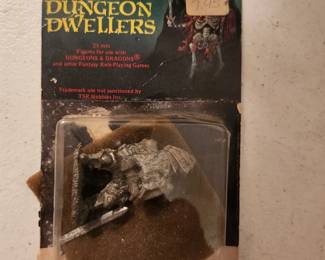 DUNGEON
DWELLERS
25 mm
Figures for use with
DUNGEONS & DRAGONS®
and other Fantasy Role Playing Games
Trademark use not sanctioned by
TSR Hobbies Inc.